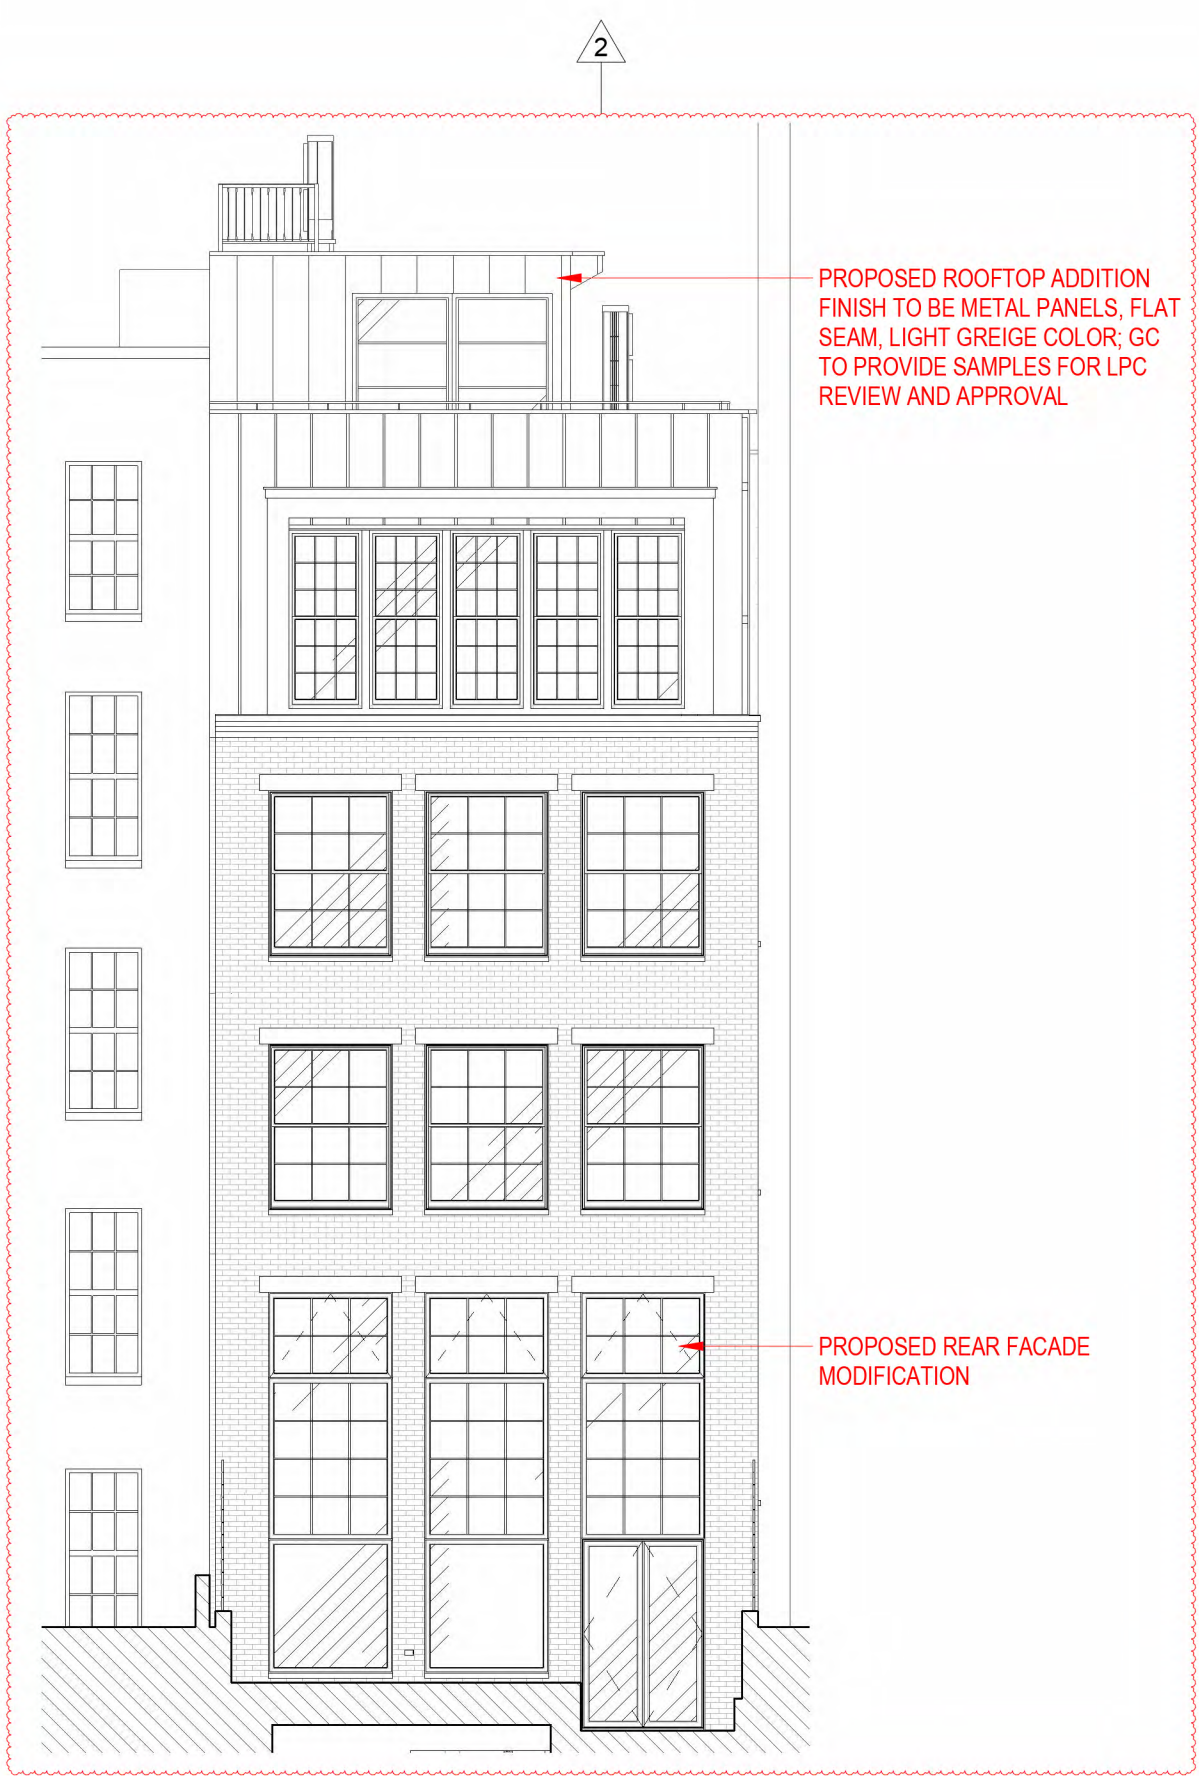 2
PROPOSED ROOFTOP ADDITION
FINISH TO BE METAL PANELS, FLAT
SEAM, LIGHT GREIGE COLOR; GC
TO PROVIDE SAMPLES FOR LPC
REVIEW AND APPROVAL
PROPOSED REAR FACADE
MODIFICATION